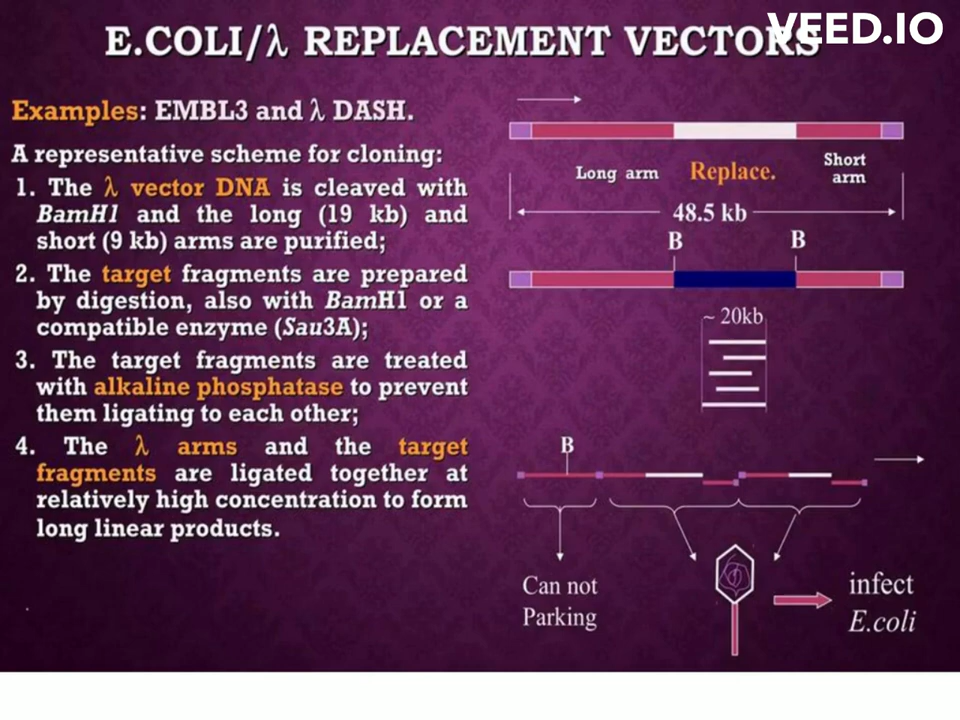 E.COLI/λ REPLACEMENT VECTORS
VEED.IO
Examples: EMBL3 and λ DASH.
A representative scheme for cloning:
1. The λ vector DNA is cleaved with
BamH1 and the long (19 kb) and
short (9 kb) arms are purified;
2. The target fragments are prepared
by digestion, also with BamH1 or a
compatible enzyme (Sau3A);
3. The target fragments are treated
with alkaline phosphatase to prevent
them ligating to each other;
4. The λ arms and the target
fragments are ligated together at
relatively high concentration to form
long linear products.
Long arm
Replace.
Short
arm
48.5 kb
B
B
~ 20kb
B
Can not
Parking
infect
E.coli